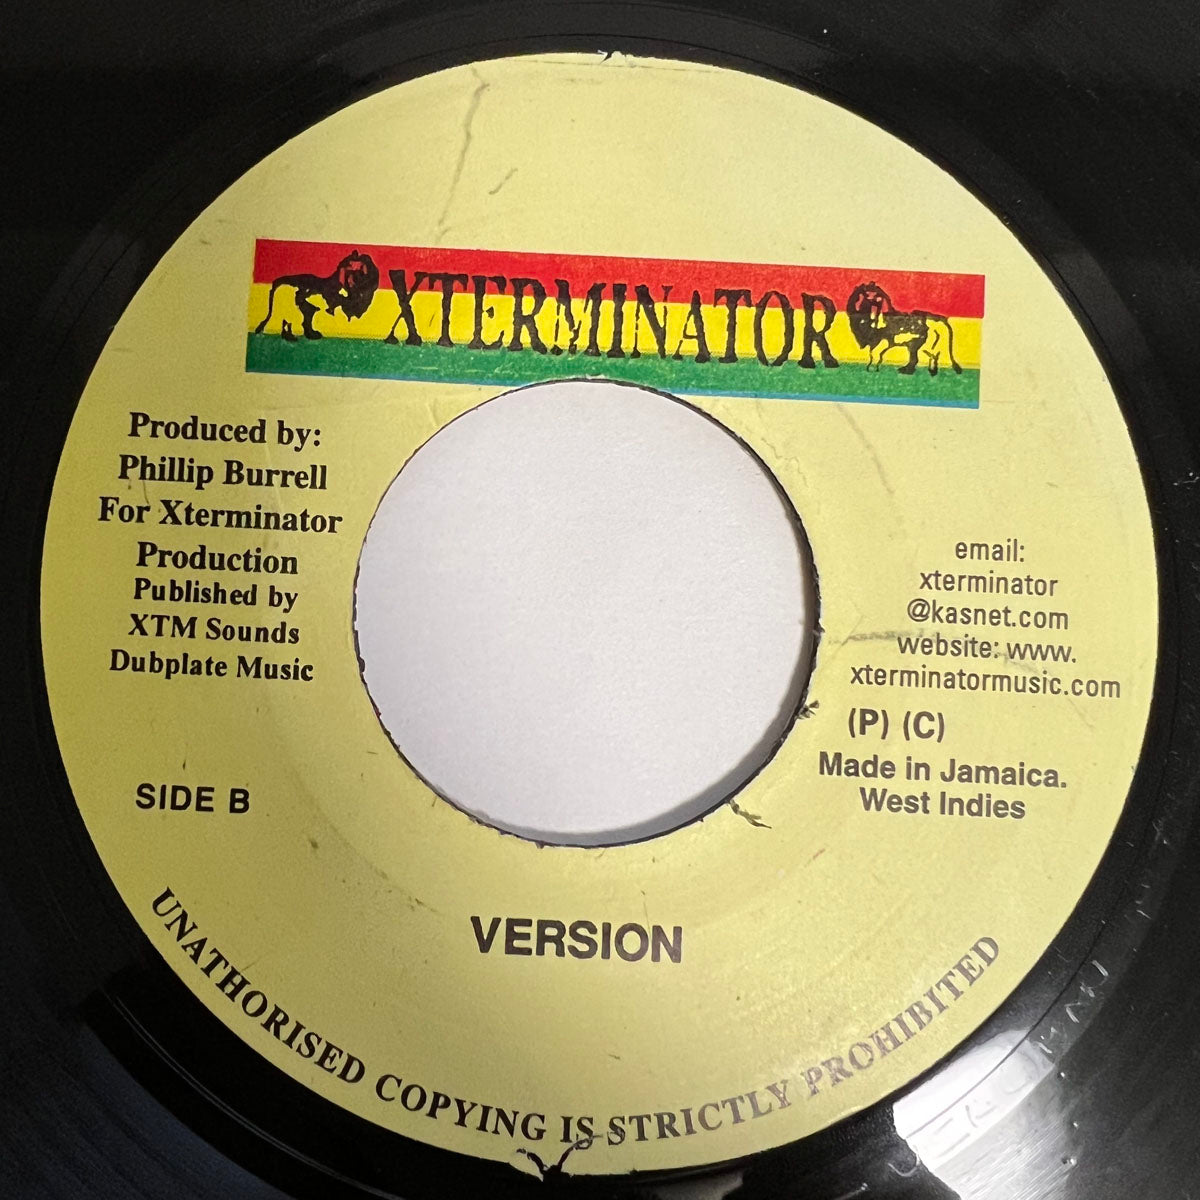 XTERMINATOR
Produced by:
Phillip Burrell
For Xterminator
Production
Published by
XTM Sounds
Dubplate Music
SIDE B
email:
xterminator
@kasnet.com
website: www.
xterminatormusic.com
(P) (C)
Made in Jamaica.
West Indies
VERSION
UNATHORISED COPYING IS STRICTLY PROHIBITED